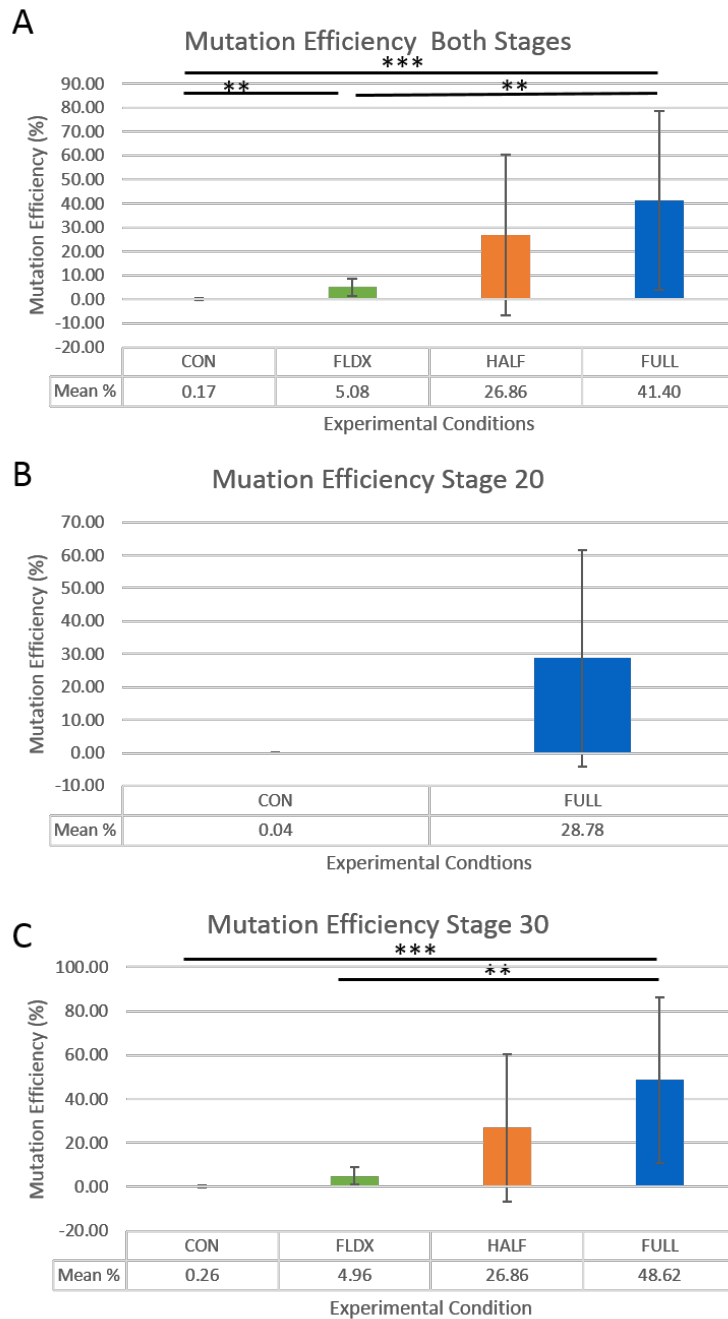 A
Mutation Efficiency Both Stages
***
** **
Mutation Efficiency (%)
90.00
80.00
70.00
60.00
50.00
40.00
30.00
20.00
10.00
0.00
-10.00
-20.00
CON FLDX HALF FULL
Mean % 0.17 5.08 26.86 41.40
Experimental Conditions
B
Muation Efficiency Stage 20
Mutation Efficiency (%)
70.00
60.00
50.00
40.00
30.00
20.00
10.00
0.00
-10.00
CON FULL
Mean % 0.04 28.78
Experimental Condtions
C
Mutation Efficiency Stage 30
***
**
Mutation Efficiency (%)
100.00
80.00
60.00
40.00
20.00
0.00
-20.00
CON FLDX HALF FULL
Mean % 0.26 4.96 26.86 48.62
Experimental Condition